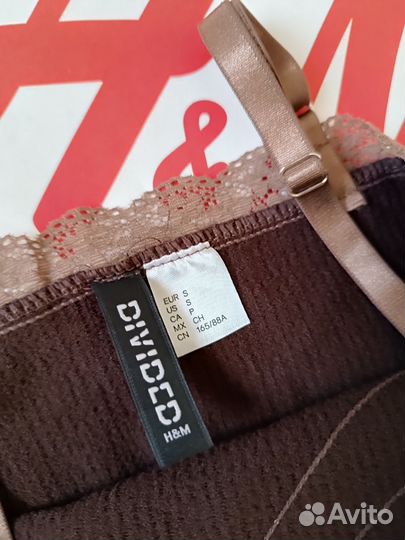 H&M
EUR S
US S
CA P
MX CH
CN 165/88A
DIVIDED
H&M
Avito